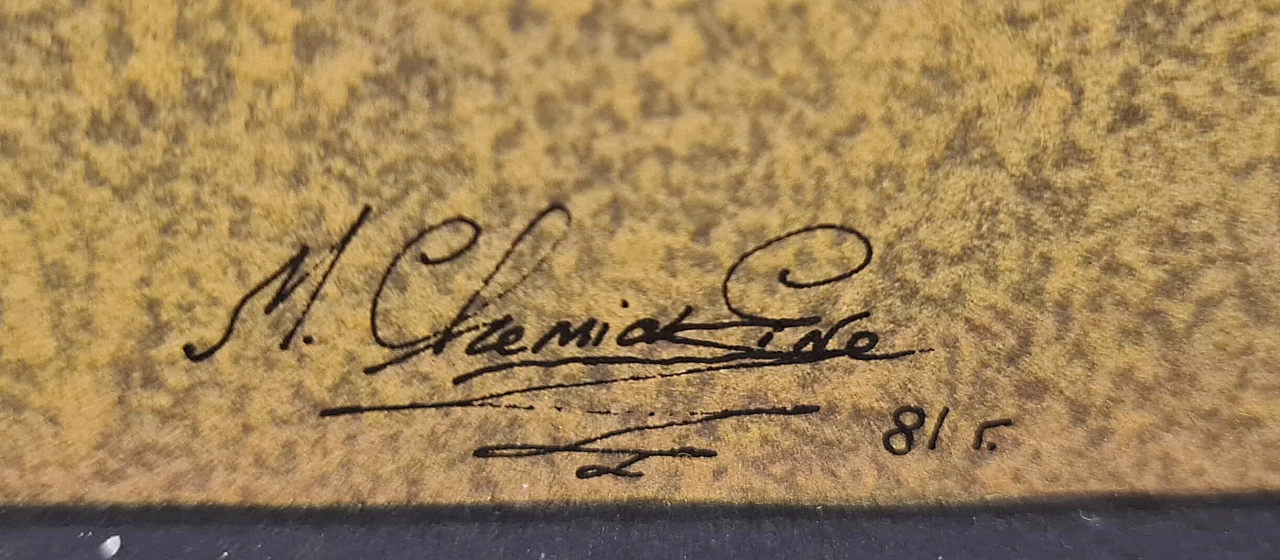 M. Chemiakine
81 г.